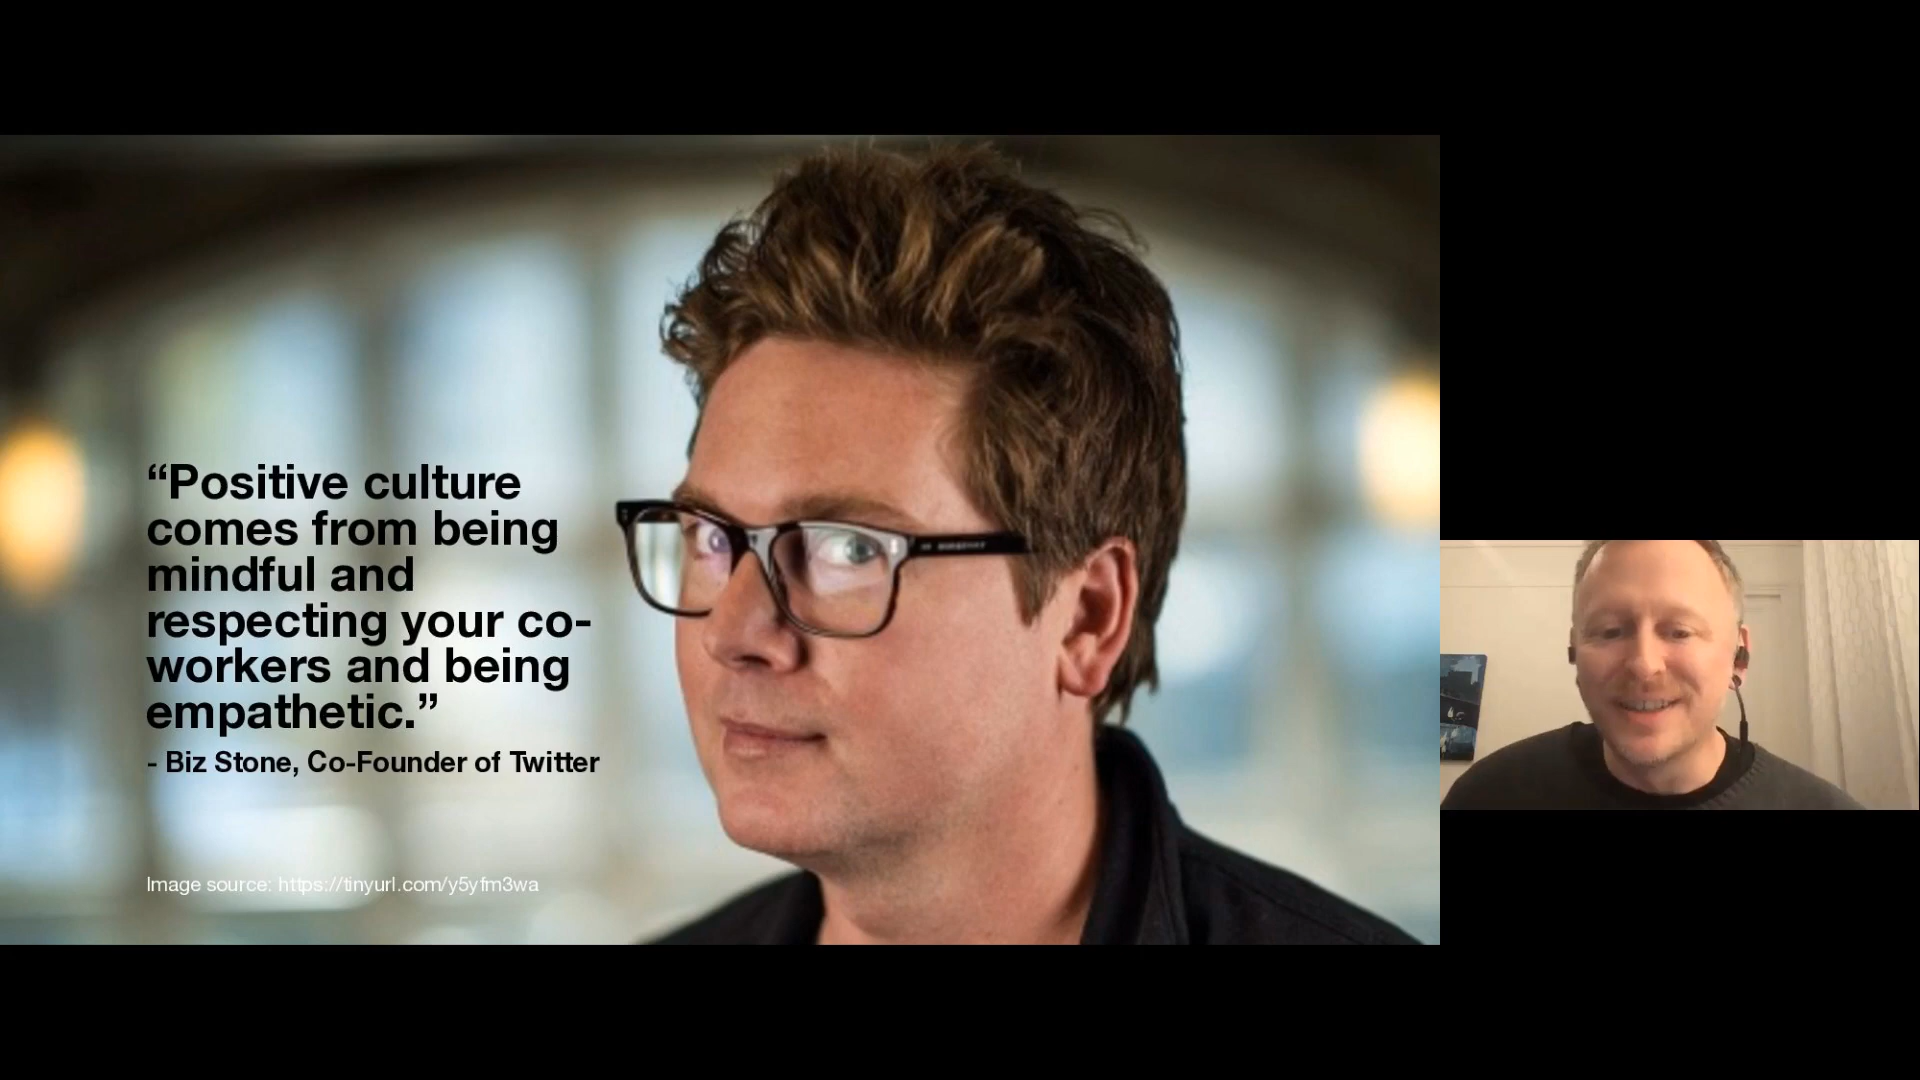 “Positive culture
comes from being
mindful and
respecting your co-
workers and being
empathetic.”
- Biz Stone, Co-Founder of Twitter
Image source: https://tinyurl.com/y5yfm3wa